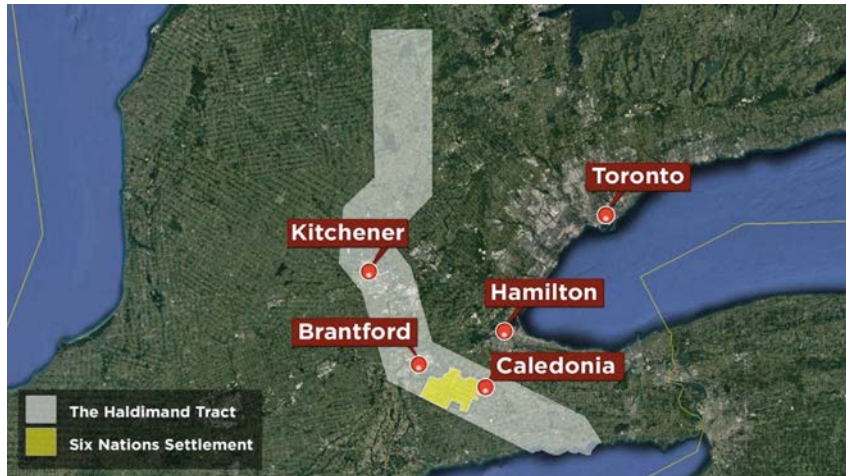 Toronto
Kitchener
Hamilton
Brantford
Caledonia
The Haldimand Tract
Six Nations Settlement